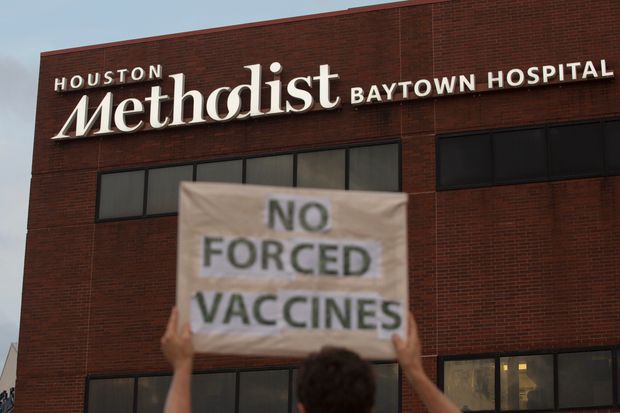 HOUSTON
Methodist BAYTOWN HOSPITAL
NO
FORCED
VACCINES